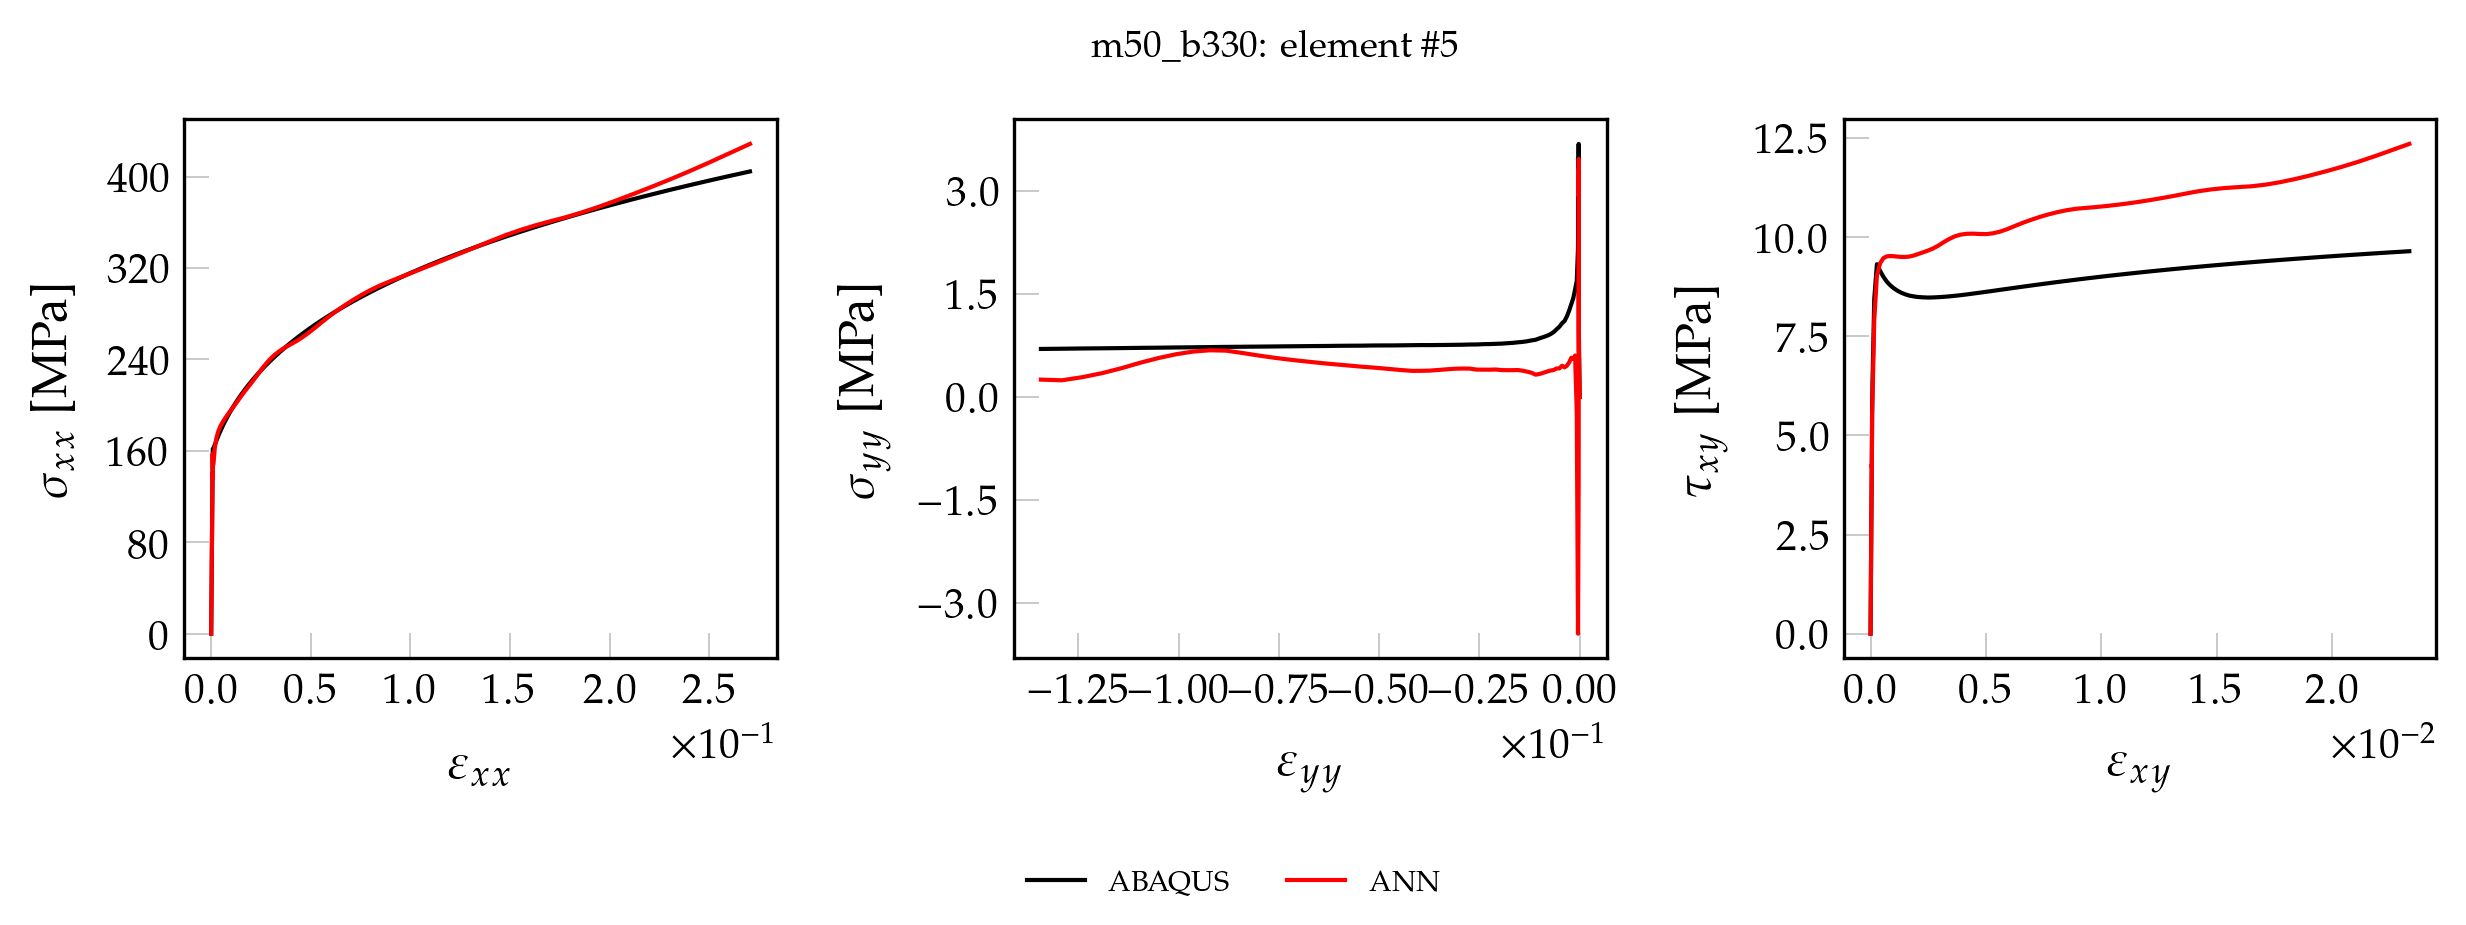 m50_b330: element #5
σxx [MPa]
400
320
240
160
80
0
0.0 0.5 1.0 1.5 2.0 2.5
×10⁻¹
εxx
σyy [MPa]
3.0
1.5
0.0
−1.5
−3.0
−1.25 −1.00 −0.75 −0.50 −0.25 0.00
×10⁻¹
εyy
τxy [MPa]
12.5
10.0
7.5
5.0
2.5
0.0
0.0 0.5 1.0 1.5 2.0
×10⁻²
εxy
ABAQUS ANN